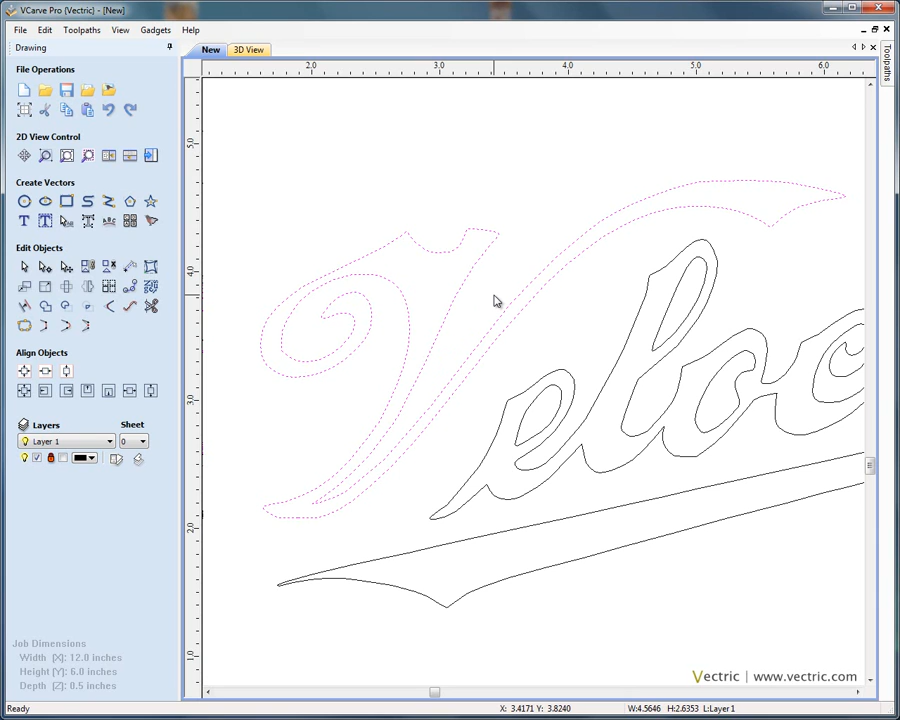 VCarve Pro {Vectric} - [New]
File Edit Toolpaths View Gadgets Help
Drawing
New
3D View
File Operations
2D View Control
Create Vectors
Edit Objects
Align Objects
Layers Sheet
Layer 1
0
Job Dimensions
Width [X]: 12.0 inches
Height [Y]: 6.0 inches
Depth [Z]: 0.5 inches
2.0 3.0 4.0 5.0 6.0
5.0
4.0
3.0
2.0
1.0
Veloc
Toolpaths
Vectric | www.vectric.com
Ready
X: 3.4171 Y: 3.8240
W:4.5646 H:2.6353 L:Layer 1